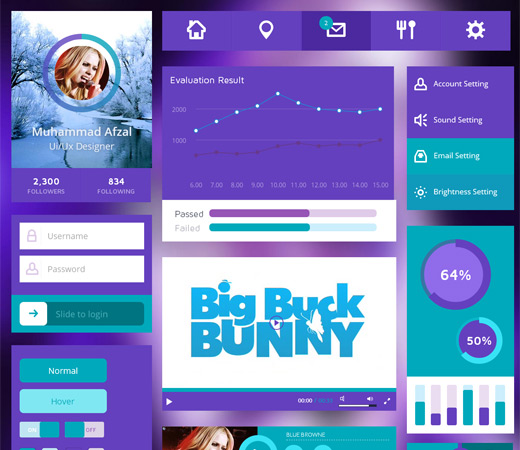 2
Muhammad Afzal
Ui/Ux Designer
2,300
FOLLOWERS
834
FOLLOWING
Username
Password
Slide to login
Normal
Hover
ON
OFF
Evaluation Result
2000
1000
6.00 7.00 8.00 9.00 10.00 11.00 12.00 13.00 14.00 15.00
Passed
Failed
Big Buck
BUNNY
00:00
BLUE BROWNE
Account Setting
Sound Setting
Email Setting
Brightness Setting
64%
50%